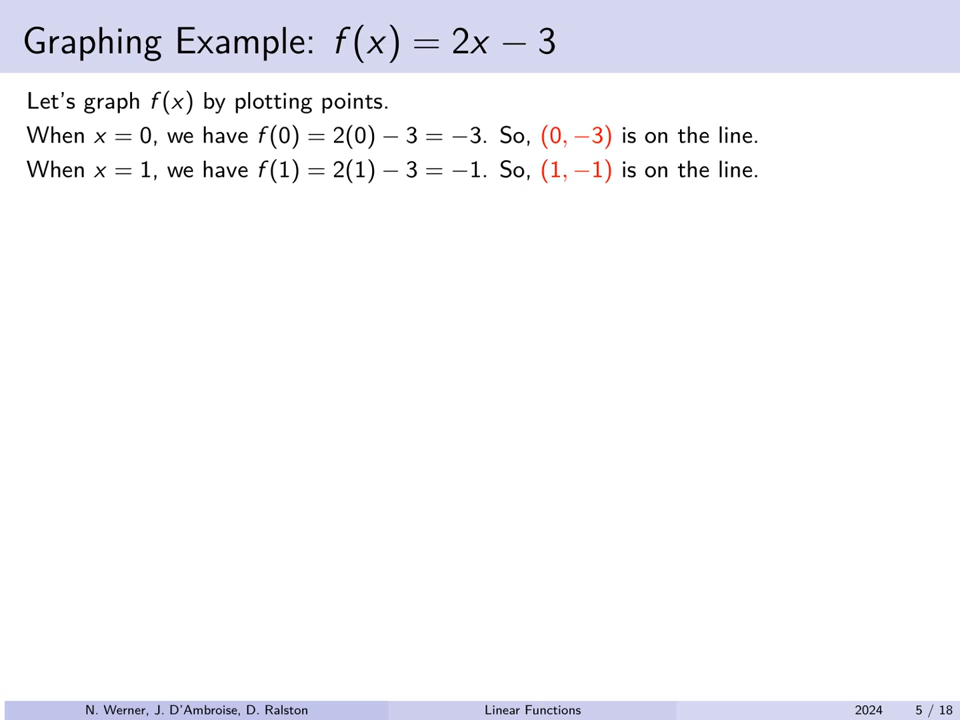 Graphing Example: f(x) = 2x − 3
Let's graph f(x) by plotting points.
When x = 0, we have f(0) = 2(0) − 3 = −3. So, (0, −3) is on the line.
When x = 1, we have f(1) = 2(1) − 3 = −1. So, (1, −1) is on the line.
N. Werner, J. D'Ambroise, D. Ralston Linear Functions 2024 5 / 18